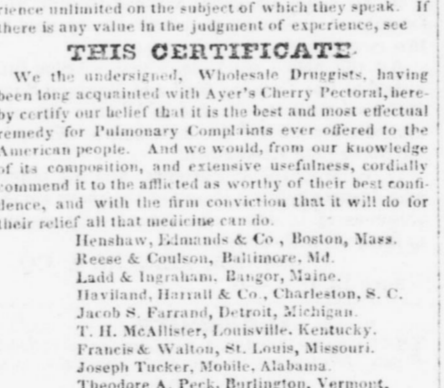 rience unlimited on the subject of which they speak. If
there is any value in the judgment of experience, see
THIS CERTIFICATE.
We the undersigned, Wholesale Druggists, having
been long acquainted with Ayer's Cherry Pectoral, here-
by certify our belief that it is the best and most effectual
remedy for Pulmonary Complaints ever offered to the
American people. And we would, from our knowledge
of its composition, and extensive usefulness, cordially
commend it to the afflicted as worthy of their best confi-
dence, and with the firm conviction that it will do for
their relief all that medicine can do.
Henshaw, Edmands & Co, Boston, Mass.
Reese & Coulson, Baltimore, Md.
Ladd & Ingraham, Bangor, Maine.
Haviland, Harrall & Co, Charleston, S. C.
Jacob S. Farrand, Detroit, Michigan.
T. H. McAllister, Louisville, Kentucky.
Francis & Walton, St. Louis, Missouri.
Joseph Tucker, Mobile, Alabama.
Theodore A. Peck, Burlington, Vermont.